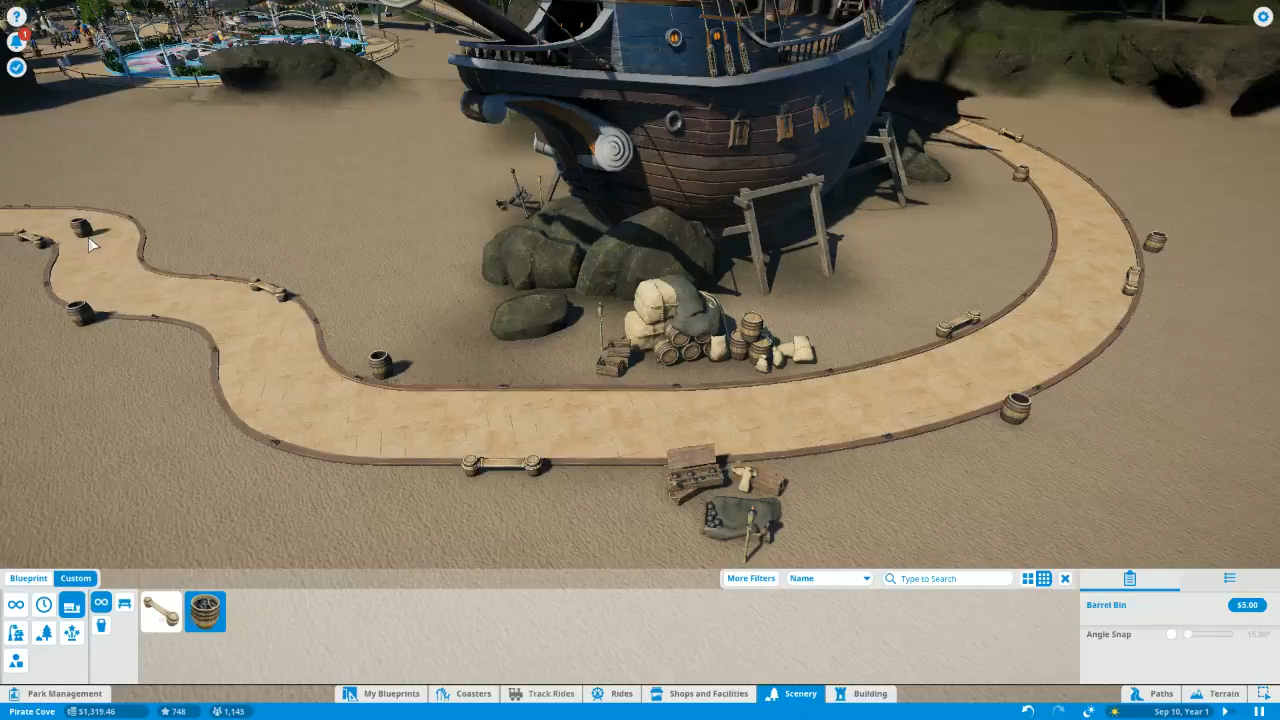 ?
1
Blueprint Custom More Filters Name Type to Search
Barrel Bin $5.00
Angle Snap 15.00°
Park Management My Blueprints Coasters Track Rides Rides Shops and Facilities Scenery Building Paths Terrain
Pirate Cove $1,319.46 748 1,145 Sep 10, Year 1